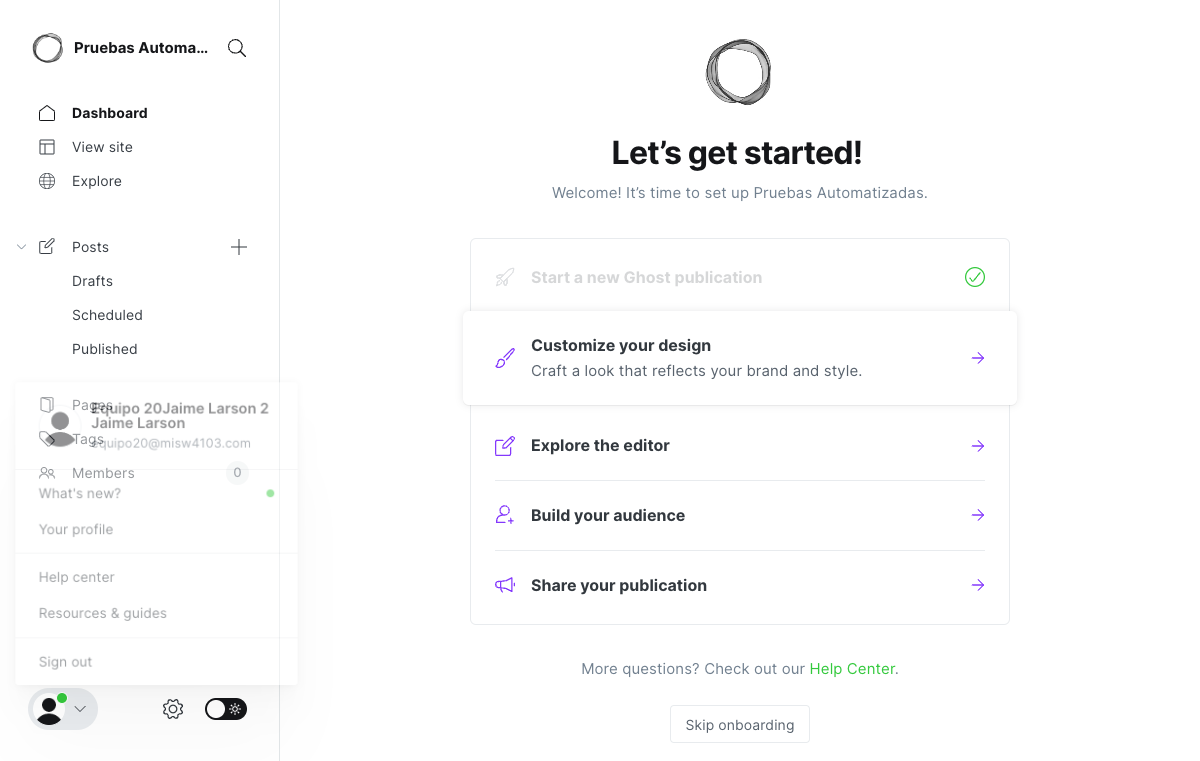 Pruebas Automa...
Dashboard
View site
Explore
Posts
Drafts
Scheduled
Published
Pages
Equipo 20Jaime Larson 2
Jaime Larson
Tags
equipo20@misw4103.com
Members 0
What's new?
Your profile
Help center
Resources & guides
Sign out
Let's get started!
Welcome! It's time to set up Pruebas Automatizadas.
Start a new Ghost publication
Customize your design
Craft a look that reflects your brand and style.
Explore the editor
Build your audience
Share your publication
More questions? Check out our Help Center.
Skip onboarding